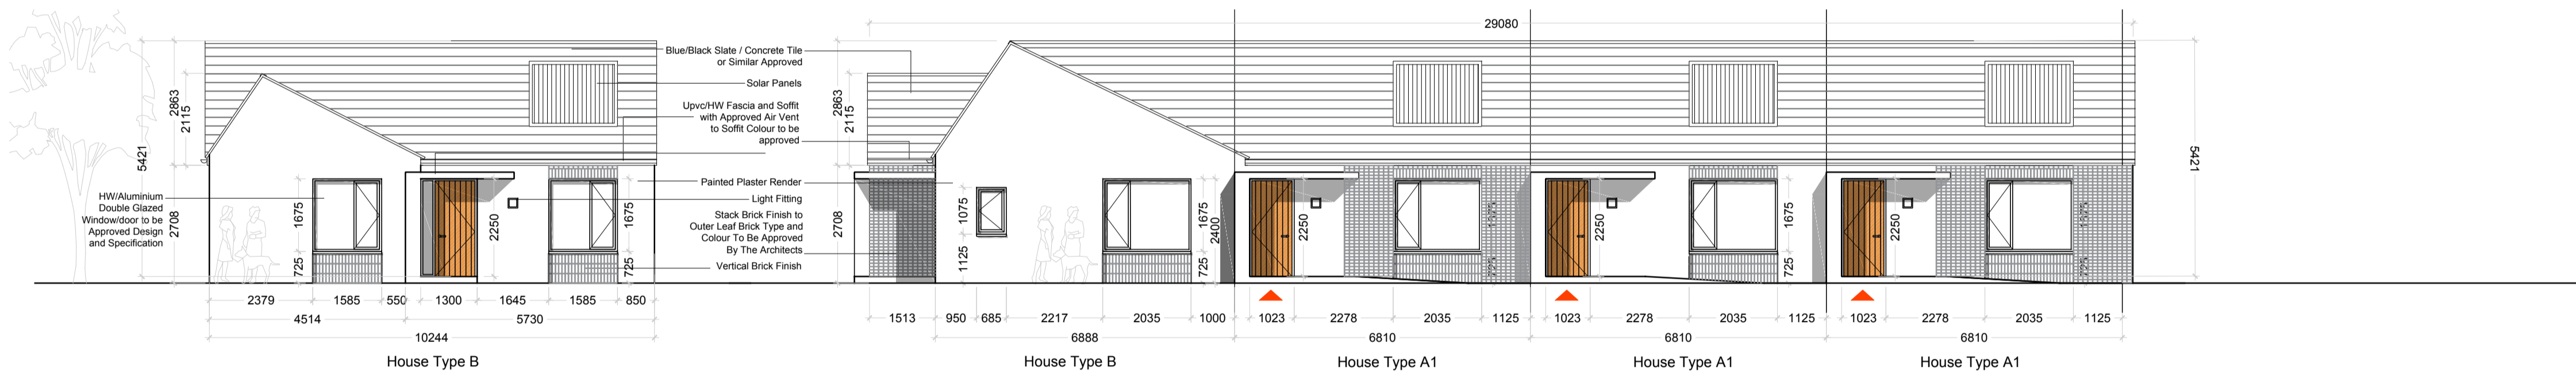 29080
Blue/Black Slate / Concrete Tile
or Similar Approved
Solar Panels
Upvc/HW Fascia and Soffit
with Approved Air Vent
to Soffit Colour to be
approved
Painted Plaster Render
Light Fitting
Stack Brick Finish to
Outer Leaf Brick Type and
Colour To Be Approved
By The Architects
Vertical Brick Finish
HW/Aluminium
Double Glazed
Window/door to be
Approved Design
and Specification
5421
2863
2115
2708
1675
725
2250
1675
725
2863
2115
2708
1075
1125
1675
2400
725
2250
1675
725
2250
1675
725
2250
1675
725
5421
2379 1585 550 1300 1645 1585 850
4514 5730
10244
House Type B
1513 950 685 2217 2035 1000 1023 2278 2035 1125 1023 2278 2035 1125 1023 2278 2035 1125
6888 6810 6810 6810
House Type B House Type A1 House Type A1 House Type A1